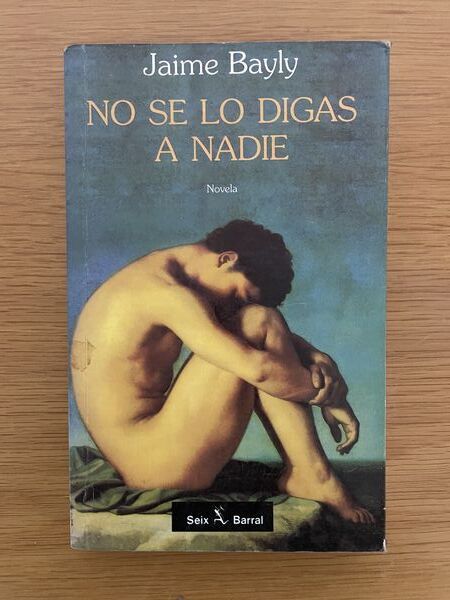 Jaime Bayly
NO SE LO DIGAS
A NADIE
Novela
Seix Barral